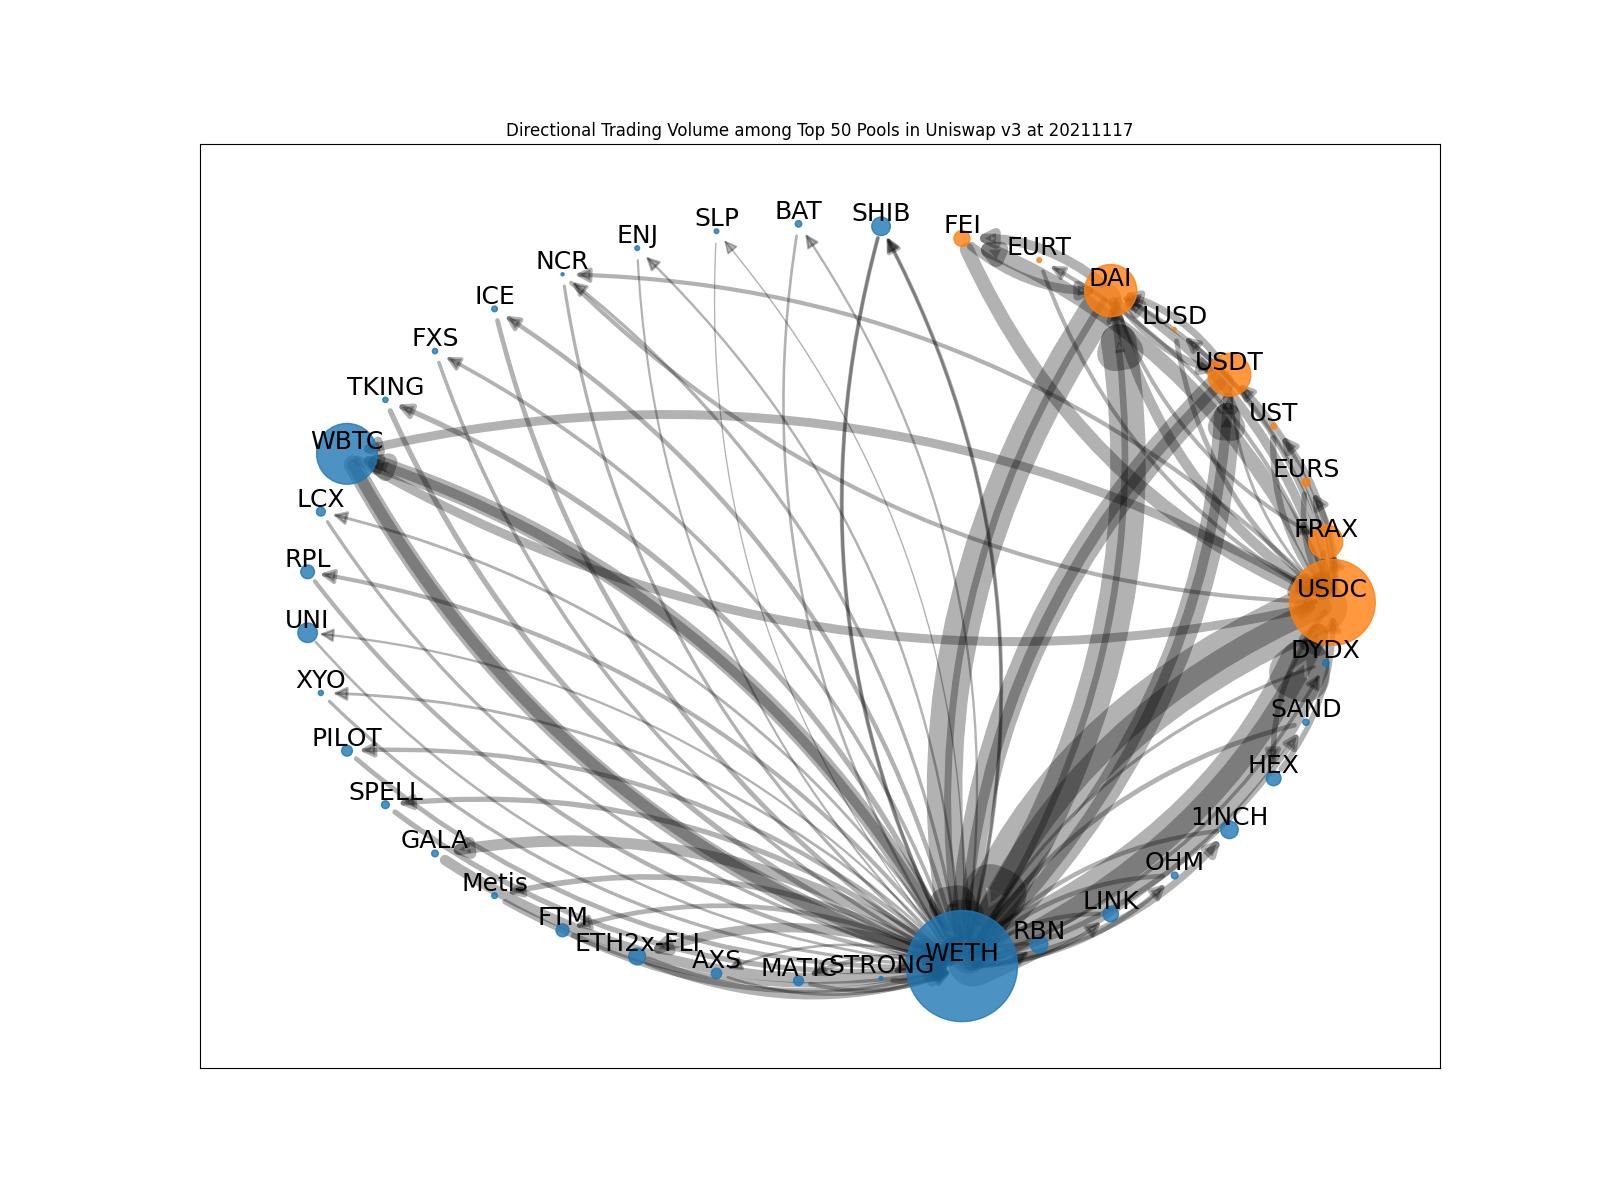 Directional Trading Volume among Top 50 Pools in Uniswap v3 at 20211117
SHIB
BAT
SLP
FEI
ENJ
EURT
NCR
DAI
ICE
LUSD
FXS
USDT
TKING
UST
WBTC
EURS
LCX
FRAX
RPL
USDC
UNI
DYDX
XYO
SAND
PILOT
HEX
SPELL
1INCH
GALA
OHM
Metis
LINK
FTM
RBN
ETH2x-FLI
WETH
AXS
STRONG
MATIC